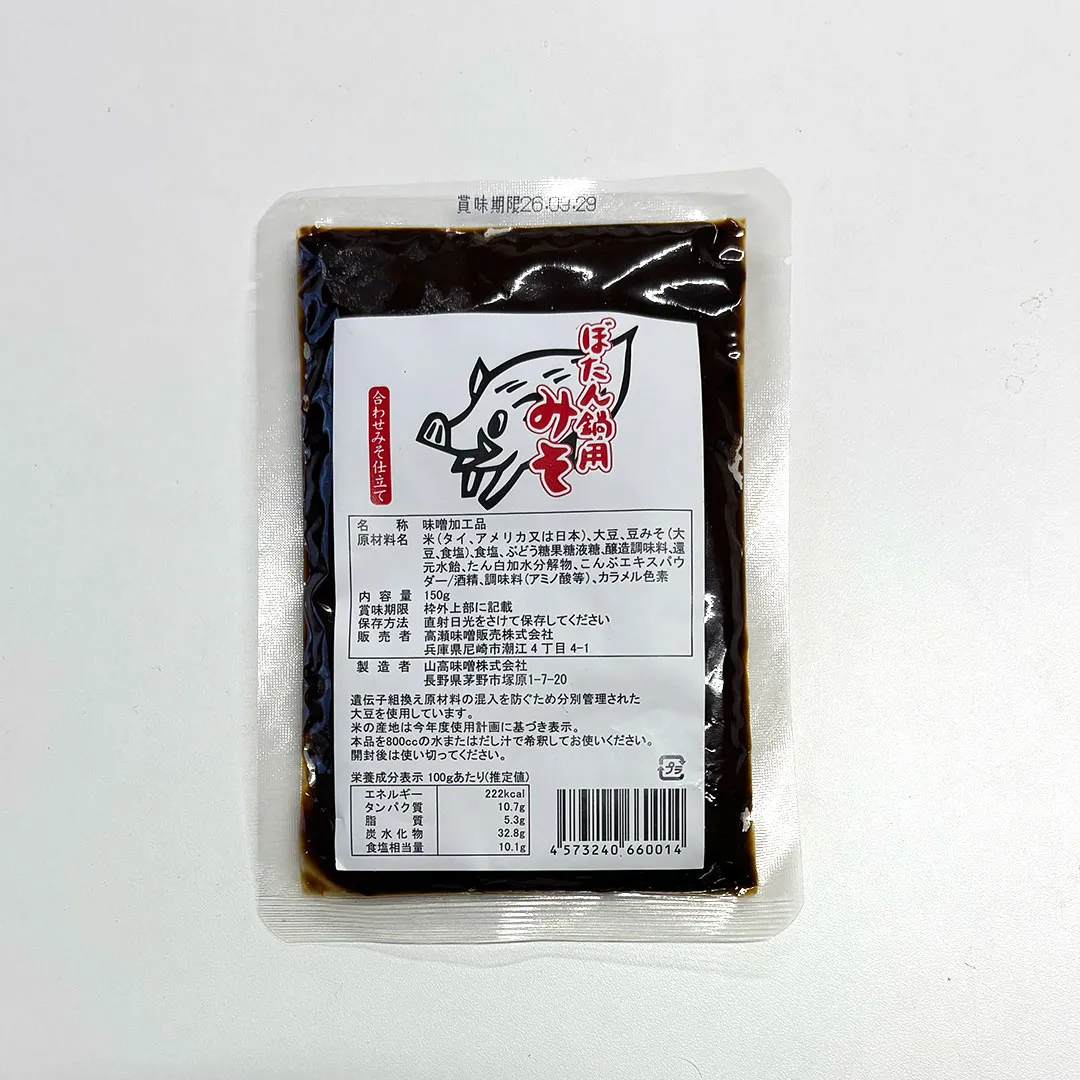 賞味期限26.03.29
ぼたん鍋用
みそ
合わせみそ仕立て
名 称 味噌加工品
原材料名 米(タイ、アメリカ又は日本)、大豆、豆みそ(大
豆、食塩)、食塩、ぶどう糖果糖液糖、醸造調味料、還
元水飴、たん白加水分解物、こんぶエキスパウ
ダー/酒精、調味料(アミノ酸等)、カラメル色素
内 容 量 150g
賞味期限 枠外上部に記載
保存方法 直射日光をさけて保存してください
販 売 者 高瀬味噌販売株式会社
兵庫県尼崎市潮江4丁目4-1
製 造 者 山高味噌株式会社
長野県茅野市塚原1-7-20
遺伝子組換え原材料の混入を防ぐため分別管理された
大豆を使用しています。
米の産地は今年度使用計画に基づき表示。
本品を800ccの水またはだし汁で希釈してお使いください。
開封後は使い切ってください。
プラ
栄養成分表示 100gあたり(推定値)
エネルギー 222kcal
タンパク質 10.7g
脂 質 5.3g
炭水化物 32.8g
食塩相当量 10.1g
4 573240 660014